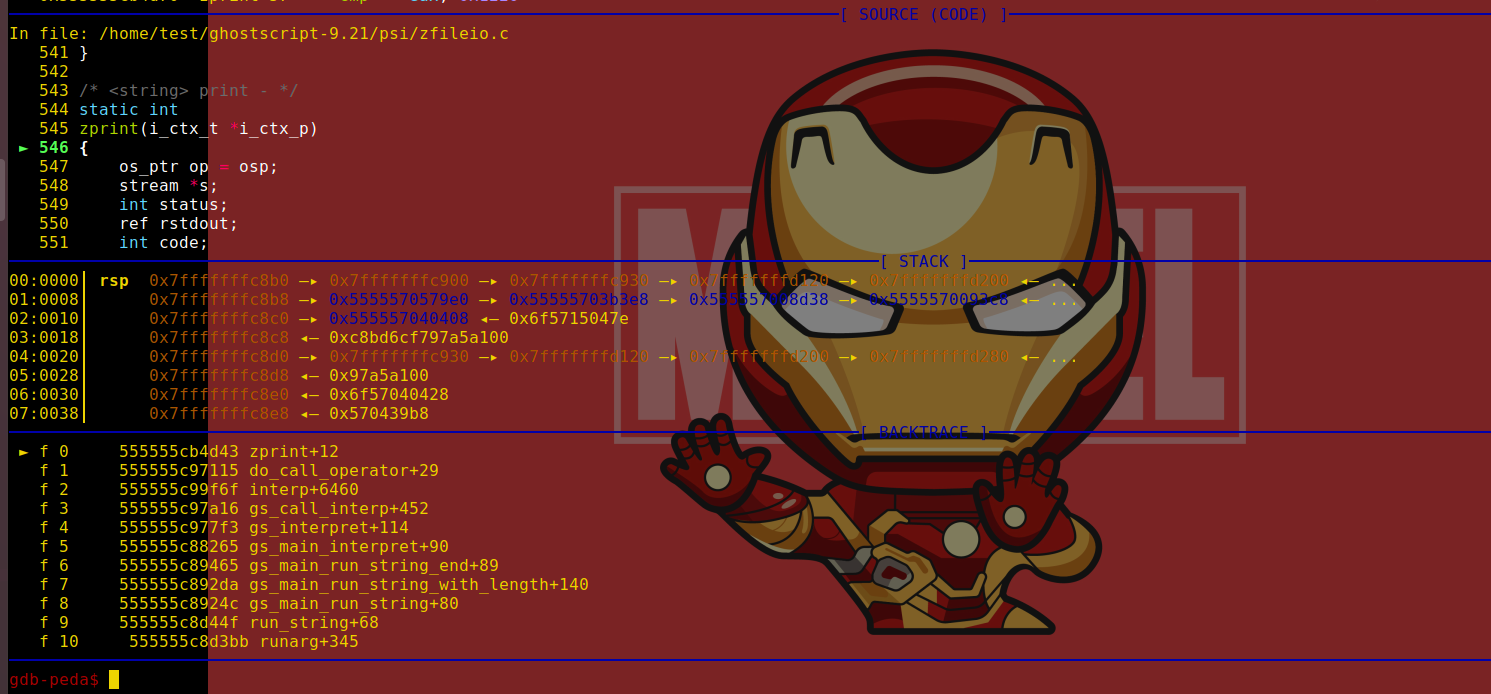 [ SOURCE (CODE) ]
In file: /home/test/ghostscript-9.21/psi/zfileio.c
541 }
542
543 /* <string> print - */
544 static int
545 zprint(i_ctx_t *i_ctx_p)
► 546 {
547     os_ptr op = osp;
548     stream *s;
549     int status;
550     ref rstdout;
551     int code;
[ STACK ]
00:0000│ rsp  0x7fffffffc8b0 —▸ 0x7fffffffc900 —▸ 0x7fffffffc930 —▸ 0x7fffffffd120 —▸ 0x7fffffffd200 ◂— ...
01:0008│      0x7fffffffc8b8 —▸ 0x5555570579e0 —▸ 0x55555703b3e8 —▸ 0x555557008d38 —▸ 0x5555570093c8 ◂— ...
02:0010│      0x7fffffffc8c0 —▸ 0x555557040408 ◂— 0x6f5715047e
03:0018│      0x7fffffffc8c8 ◂— 0xc8bd6cf797a5a100
04:0020│      0x7fffffffc8d0 —▸ 0x7fffffffc930 —▸ 0x7fffffffd120 —▸ 0x7fffffffd200 —▸ 0x7fffffffd280 ◂— ...
05:0028│      0x7fffffffc8d8 ◂— 0x97a5a100
06:0030│      0x7fffffffc8e0 ◂— 0x6f57040428
07:0038│      0x7fffffffc8e8 ◂— 0x570439b8
[ BACKTRACE ]
► f 0     555555cb4d43 zprint+12
f 1     555555c97115 do_call_operator+29
f 2     555555c99f6f interp+6460
f 3     555555c97a16 gs_call_interp+452
f 4     555555c977f3 gs_interpret+114
f 5     555555c88265 gs_main_interpret+90
f 6     555555c89465 gs_main_run_string_end+89
f 7     555555c892da gs_main_run_string_with_length+140
f 8     555555c8924c gs_main_run_string+80
f 9     555555c8d44f run_string+68
f 10     555555c8d3bb runarg+345
gdb-peda$